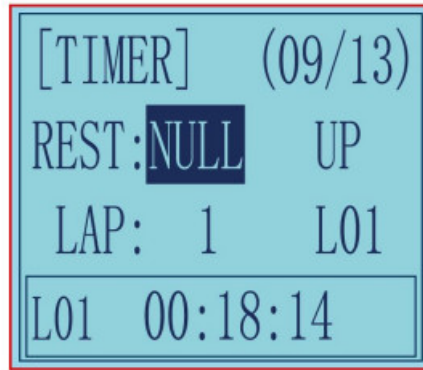 [TIMER] (09/13)
REST:NULL UP
LAP: 1 L01
L01 00:18:14